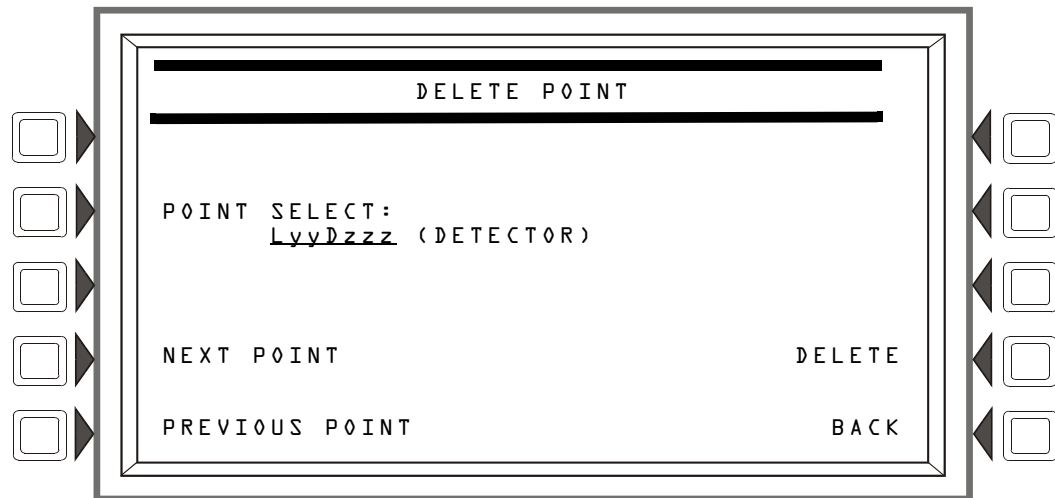 DELETE POINT
POINT SELECT:
LyyDzzz (DETECTOR)
NEXT POINT DELETE
PREVIOUS POINT BACK